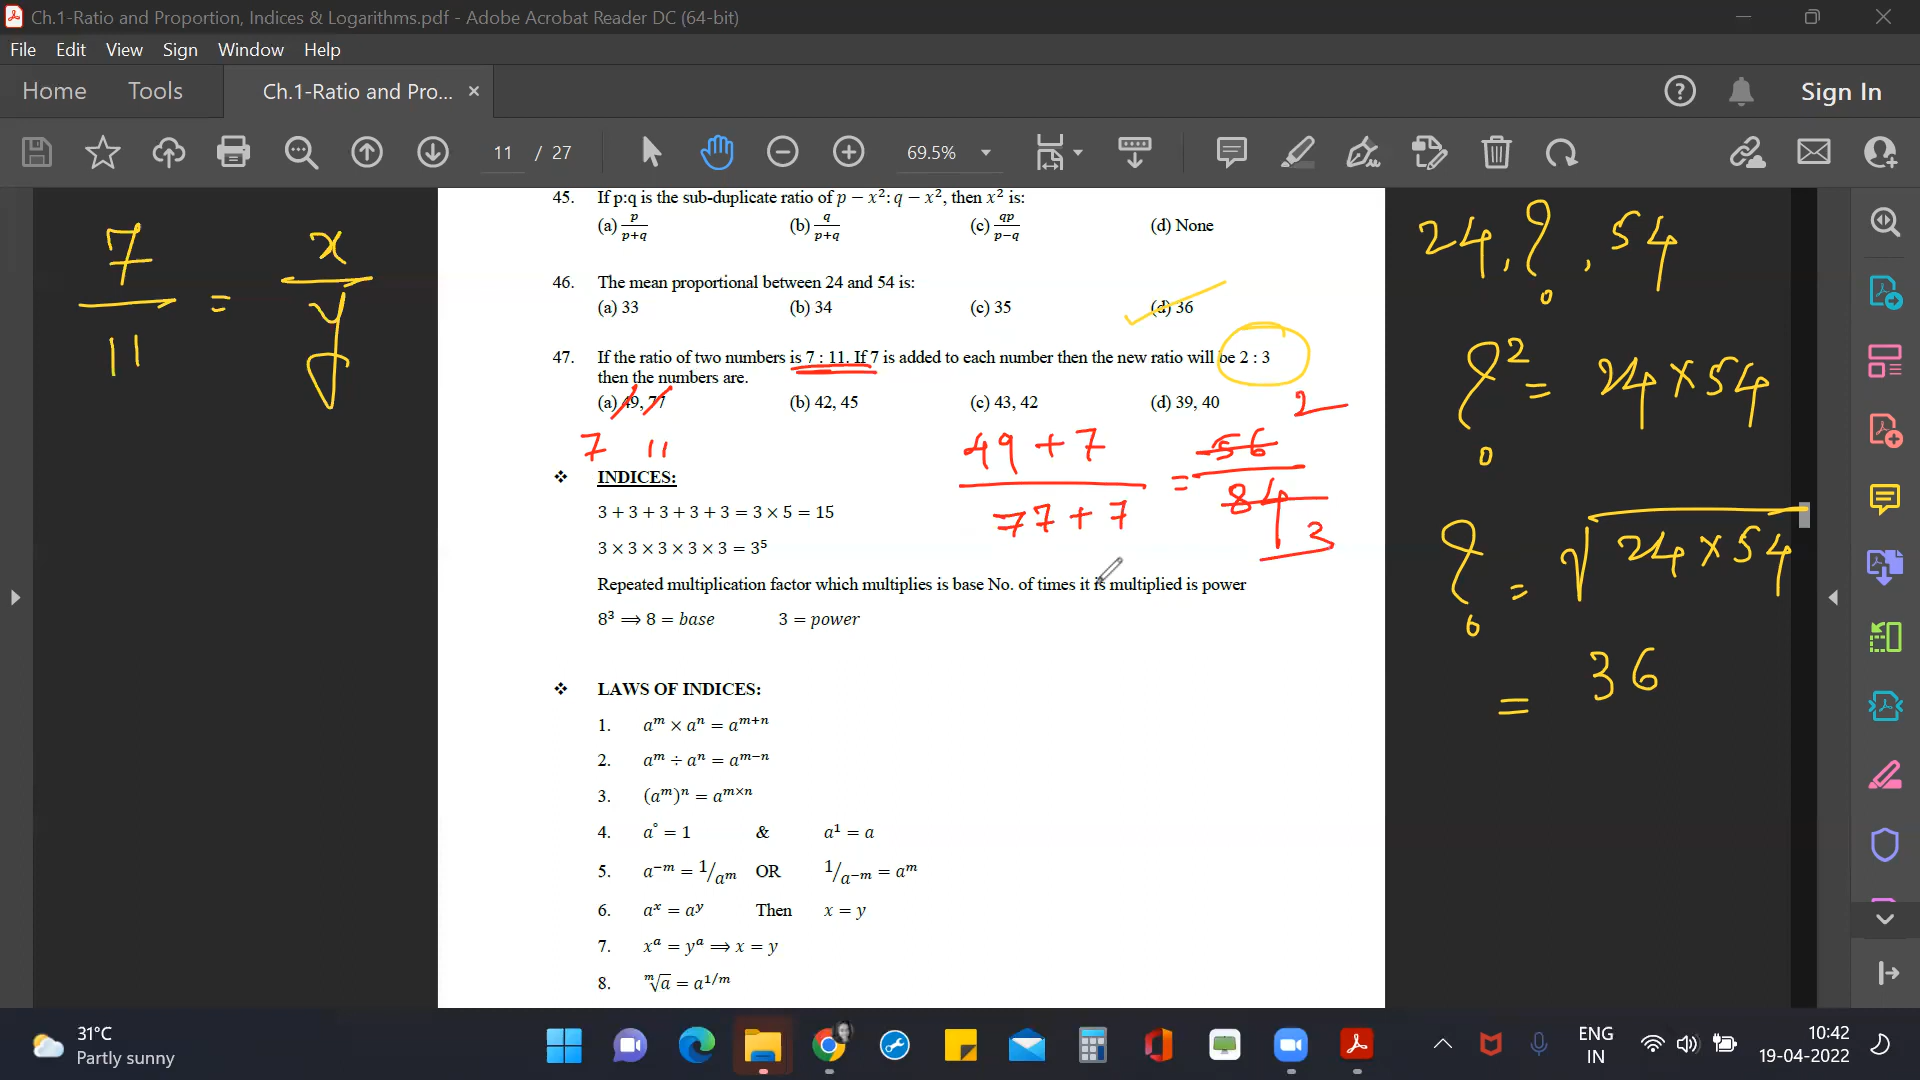 Ch.1-Ratio and Proportion, Indices & Logarithms.pdf - Adobe Acrobat Reader DC (64-bit)
File Edit View Sign Window Help
Home Tools Ch.1-Ratio and Pro... × Sign In
11 / 27 69.5%
45. If p:q is the sub-duplicate ratio of p − x²: q − x², then x² is:
(a) p/(p+q) (b) q/(p+q) (c) qp/(p−q) (d) None
46. The mean proportional between 24 and 54 is:
(a) 33 (b) 34 (c) 35 (d) 36
47. If the ratio of two numbers is 7 : 11. If 7 is added to each number then the new ratio will be 2 : 3
then the numbers are.
(a) 49, 77 (b) 42, 45 (c) 43, 42 (d) 39, 40
7 11
49 + 7 / 77 + 7 = 56 / 84
2
3
❖ INDICES:
3 + 3 + 3 + 3 + 3 = 3 × 5 = 15
3 × 3 × 3 × 3 × 3 = 3⁵
Repeated multiplication factor which multiplies is base No. of times it is multiplied is power
8³ ⟹ 8 = base 3 = power
❖ LAWS OF INDICES:
1. aᵐ × aⁿ = aᵐ⁺ⁿ
2. aᵐ ÷ aⁿ = aᵐ⁻ⁿ
3. (aᵐ)ⁿ = aᵐˣⁿ
4. a° = 1 & a¹ = a
5. a⁻ᵐ = 1/aᵐ OR 1/a⁻ᵐ = aᵐ
6. aˣ = aʸ Then x = y
7. xᵃ = yᵃ ⟹ x = y
8. ᵐ√a = a^(1/m)
7/11 = x/y
24, ?, 54
?² = 24 × 54
? = √(24 × 54)
= 36
31°C
Partly sunny
ENG
IN
10:42
19-04-2022